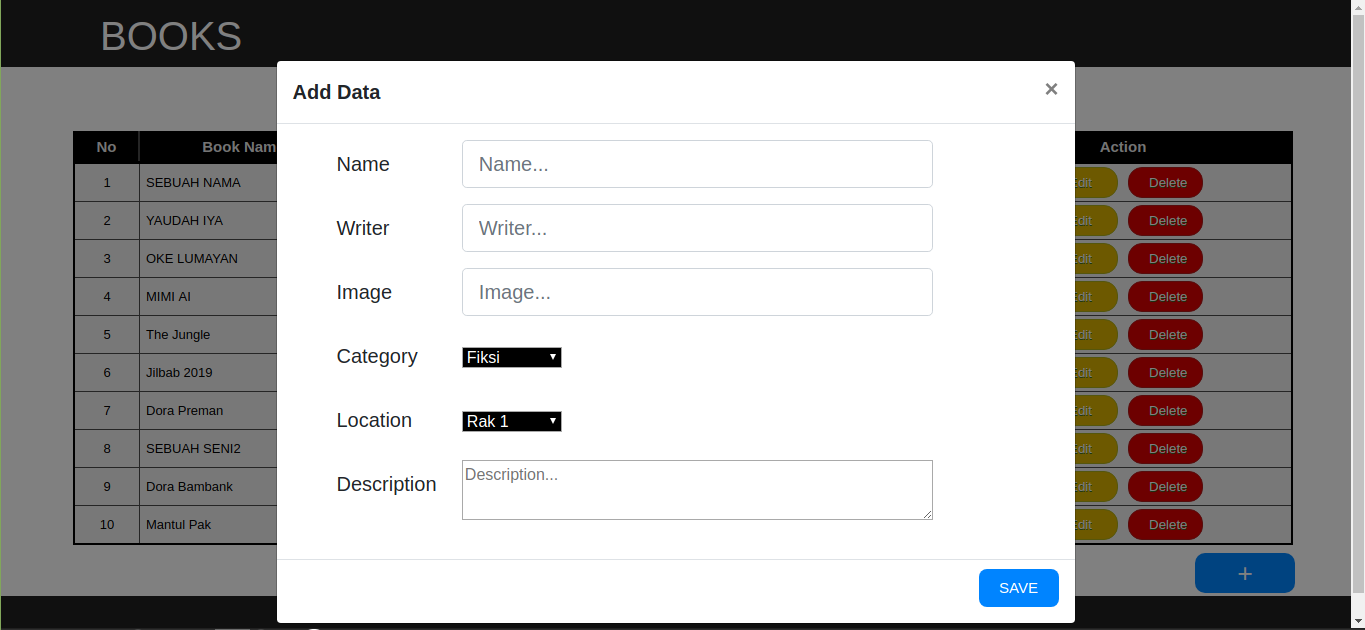 BOOKS
Add Data ×
No Book Nam Action
Name Name...
1 SEBUAH NAMA Edit Delete
2 YAUDAH IYA Edit Delete
Writer Writer...
3 OKE LUMAYAN Edit Delete
4 MIMI AI Edit Delete
Image Image...
5 The Jungle Edit Delete
Category Fiksi
6 Jilbab 2019 Edit Delete
7 Dora Preman Edit Delete
Location Rak 1
8 SEBUAH SENI2 Edit Delete
Description Description...
9 Dora Bambank Edit Delete
10 Mantul Pak Edit Delete
+
SAVE